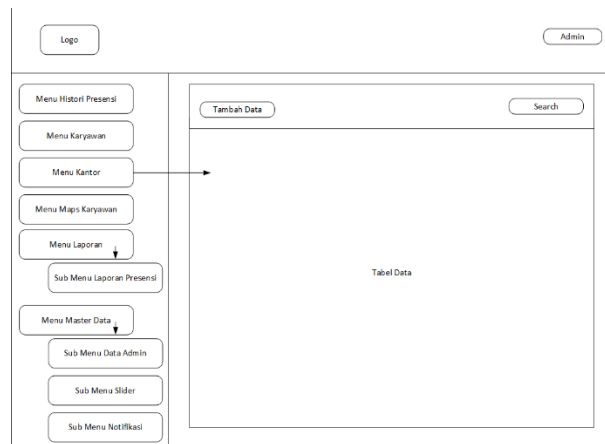 Logo
Admin
Menu Histori Presensi
Menu Karyawan
Menu Kantor
Menu Maps Karyawan
Menu Laporan
Sub Menu Laporan Presensi
Menu Master Data
Sub Menu Data Admin
Sub Menu Slider
Sub Menu Notifikasi
Tambah Data
Search
Tabel Data